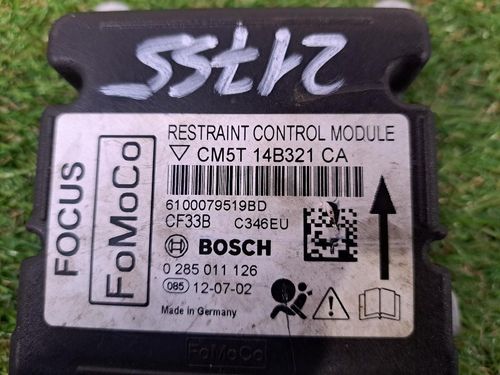 21755
FOCUS
FoMoCo
RESTRAINT CONTROL MODULE
CM5T 14B321 CA
6100079519BD
CF33B C346EU
BOSCH
0 285 011 126
085 12-07-02
Made in Germany
FoMoCo